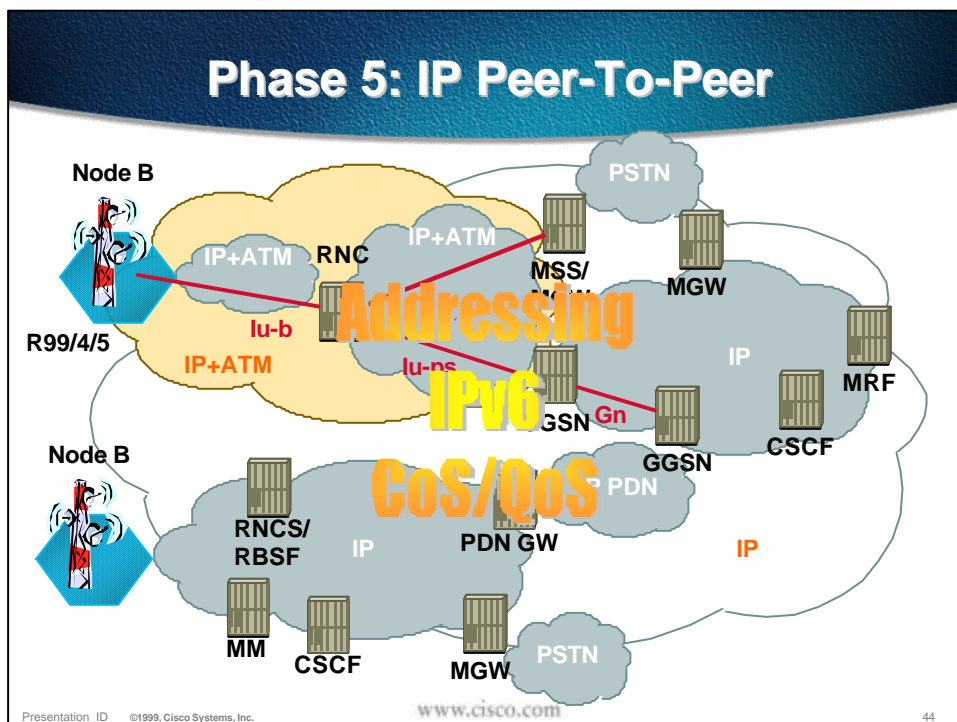 Phase 5: IP Peer-To-Peer
Node B
PSTN
IP+ATM
RNC
IP+ATM
MSS/
MGW
Iu-b
R99/4/5
IP+ATM
Addressing
Iu-ps
IP
MRF
IPv6
GSN
Gn
GGSN
CSCF
Node B
CoS/QoS
P PDN
RNCS/
RBSF
IP
PDN GW
IP
MM
CSCF
MGW
PSTN
Presentation_ID
©1999, Cisco Systems, Inc.
www.cisco.com
44